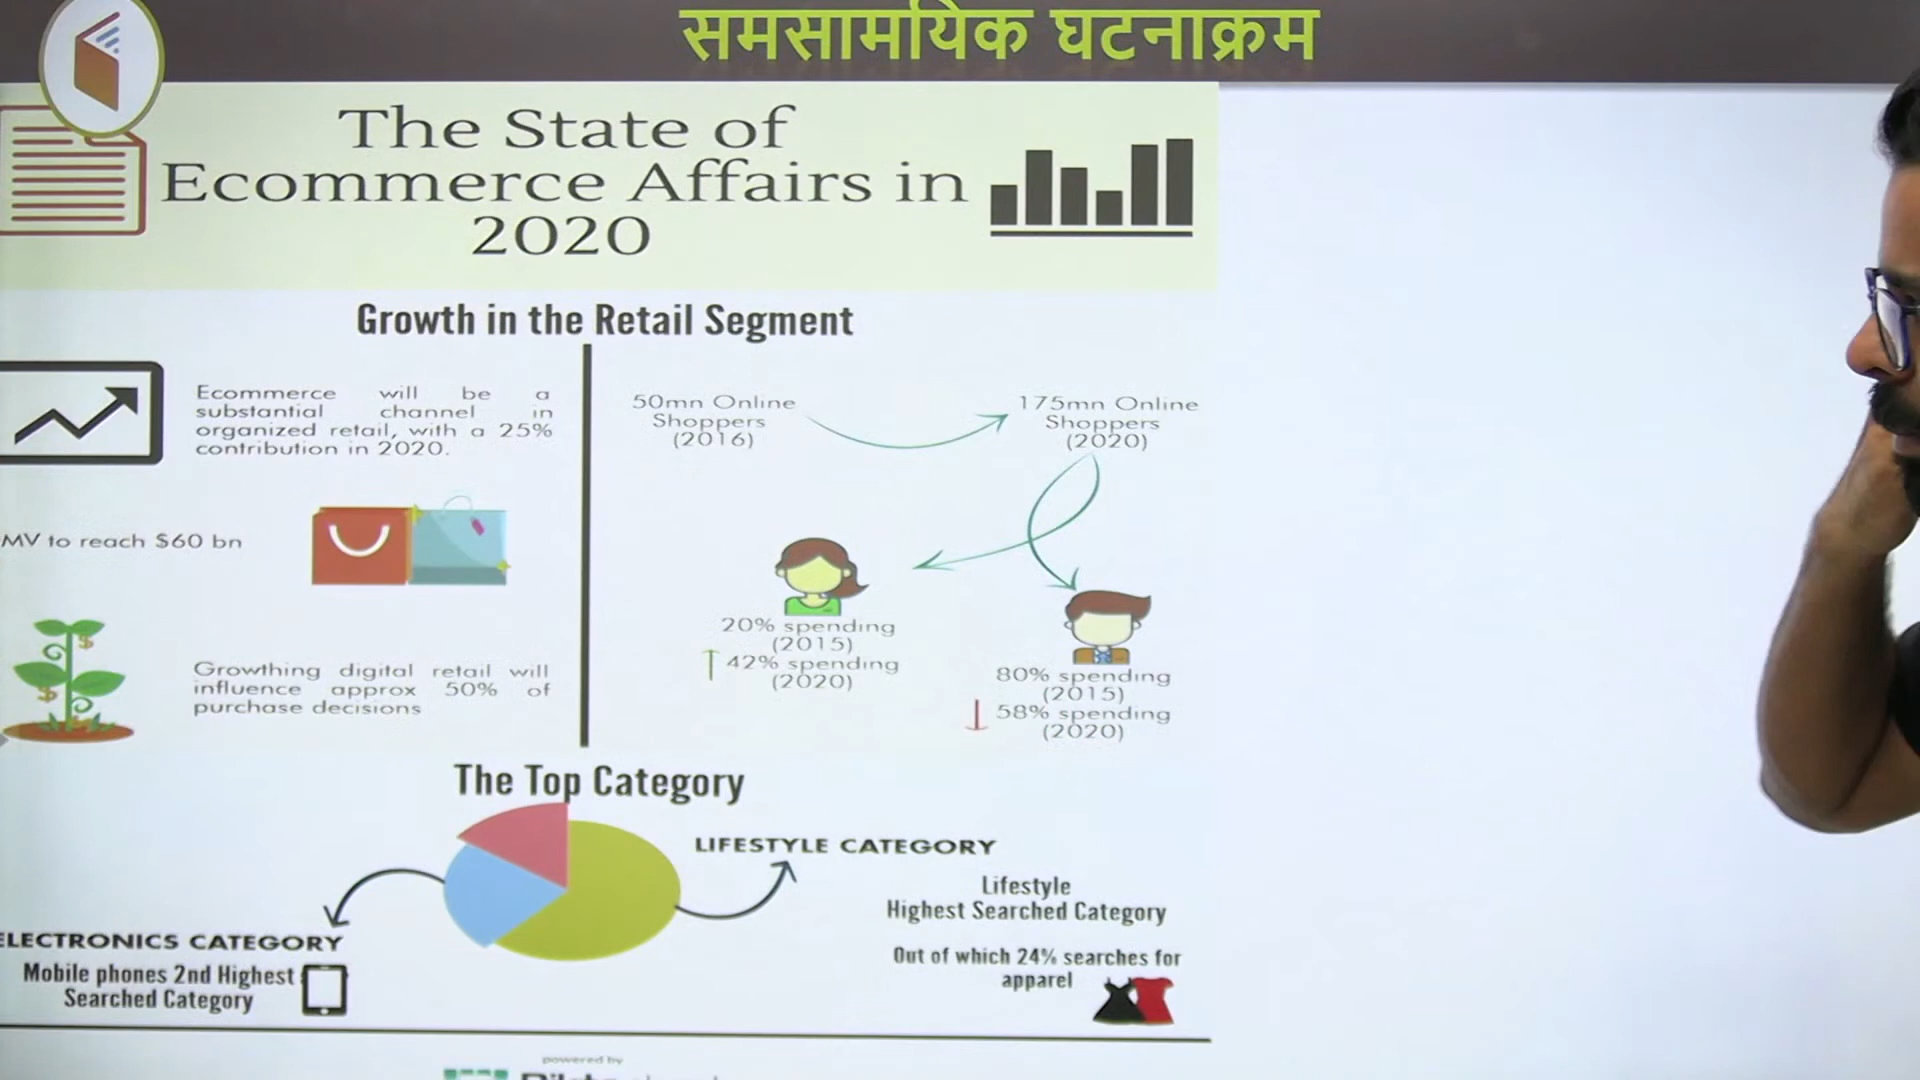 समसामयिक घटनाक्रम
The State of
Ecommerce Affairs in
2020
Growth in the Retail Segment
Ecommerce will be a
substantial channel in
organized retail, with a 25%
contribution in 2020.
MV to reach $60 bn
Growthing digital retail will
influence approx 50% of
purchase decisions
50mn Online
Shoppers
(2016)
175mn Online
Shoppers
(2020)
20% spending
(2015)
42% spending
(2020)
80% spending
(2015)
58% spending
(2020)
The Top Category
LIFESTYLE CATEGORY
Lifestyle
Highest Searched Category
Out of which 24% searches for
apparel
ELECTRONICS CATEGORY
Mobile phones 2nd Highest
Searched Category
powered by